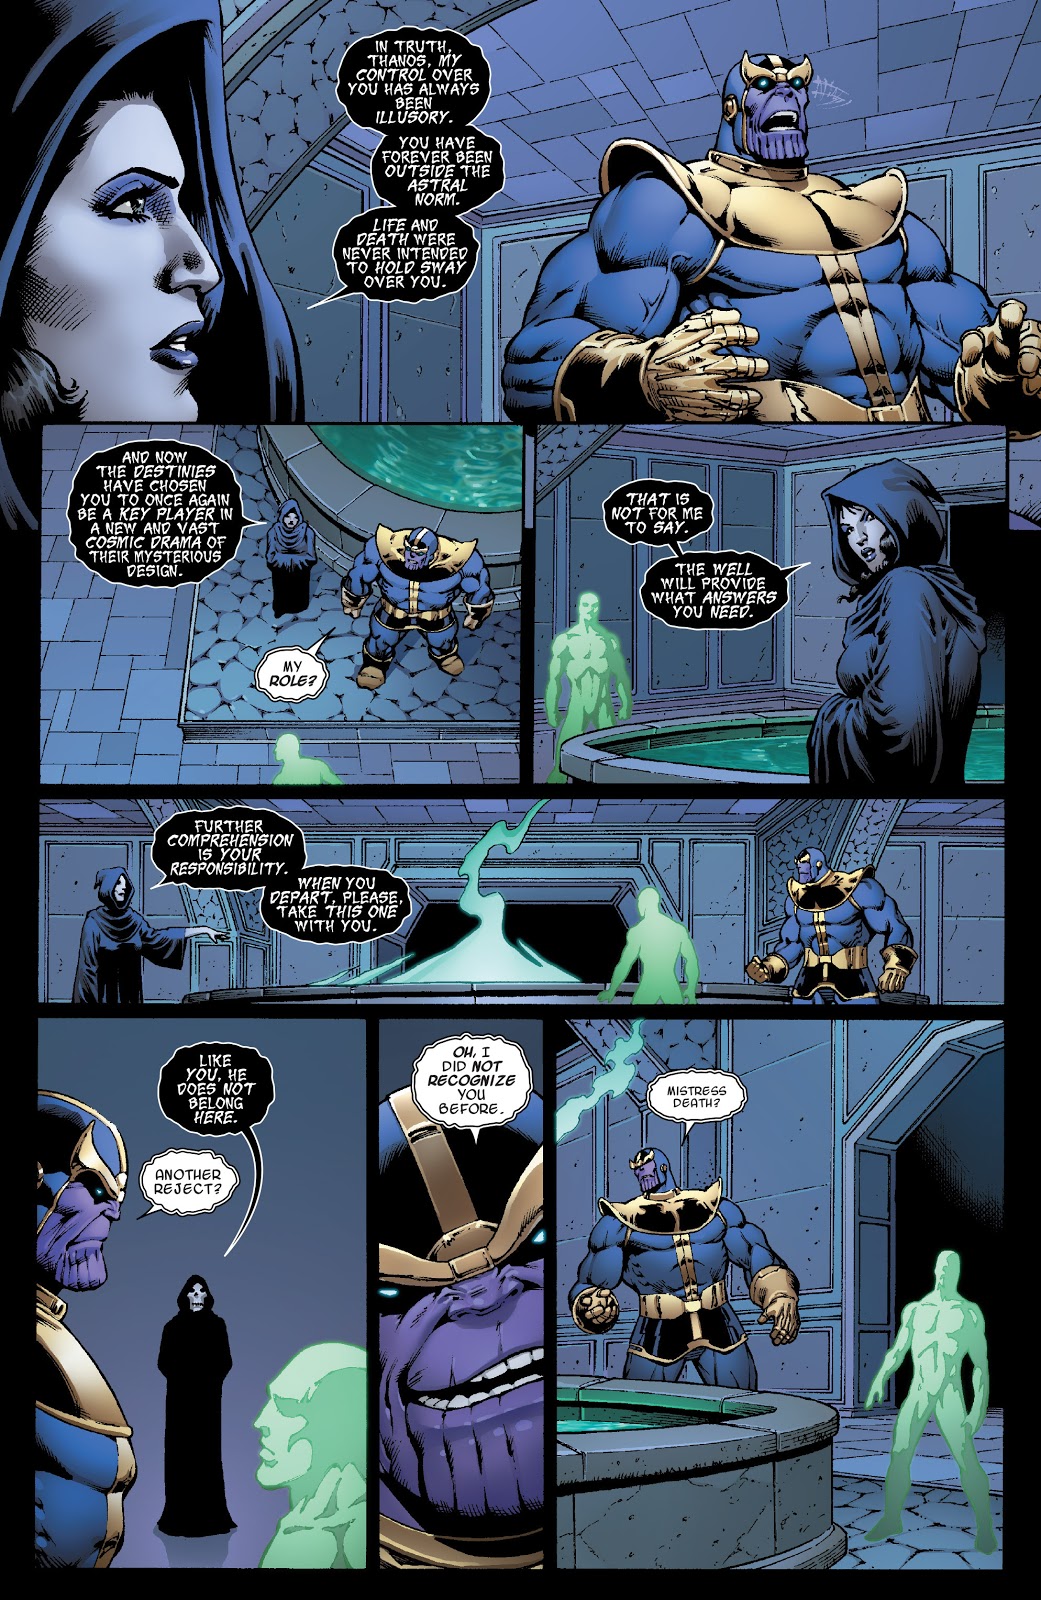 IN TRUTH,
THANOS, MY
CONTROL OVER
YOU HAS ALWAYS
BEEN
ILLUSORY.
YOU HAVE
FOREVER BEEN
OUTSIDE THE
ASTRAL
NORM.
LIFE AND
DEATH WERE
NEVER INTENDED
TO HOLD SWAY
OVER YOU.
AND NOW
THE DESTINIES
HAVE CHOSEN
YOU TO ONCE AGAIN
BE A KEY PLAYER IN
A NEW AND VAST
COSMIC DRAMA OF
THEIR MYSTERIOUS
DESIGN.
MY
ROLE?
THAT IS
NOT FOR ME
TO SAY.
THE WELL
WILL PROVIDE
WHAT ANSWERS
YOU NEED.
FURTHER
COMPREHENSION
IS YOUR
RESPONSIBILITY.
WHEN YOU
DEPART, PLEASE,
TAKE THIS ONE
WITH YOU.
LIKE
YOU, HE
DOES NOT
BELONG
HERE.
ANOTHER
REJECT?
OH, I
DID NOT
RECOGNIZE
YOU
BEFORE.
MISTRESS
DEATH?